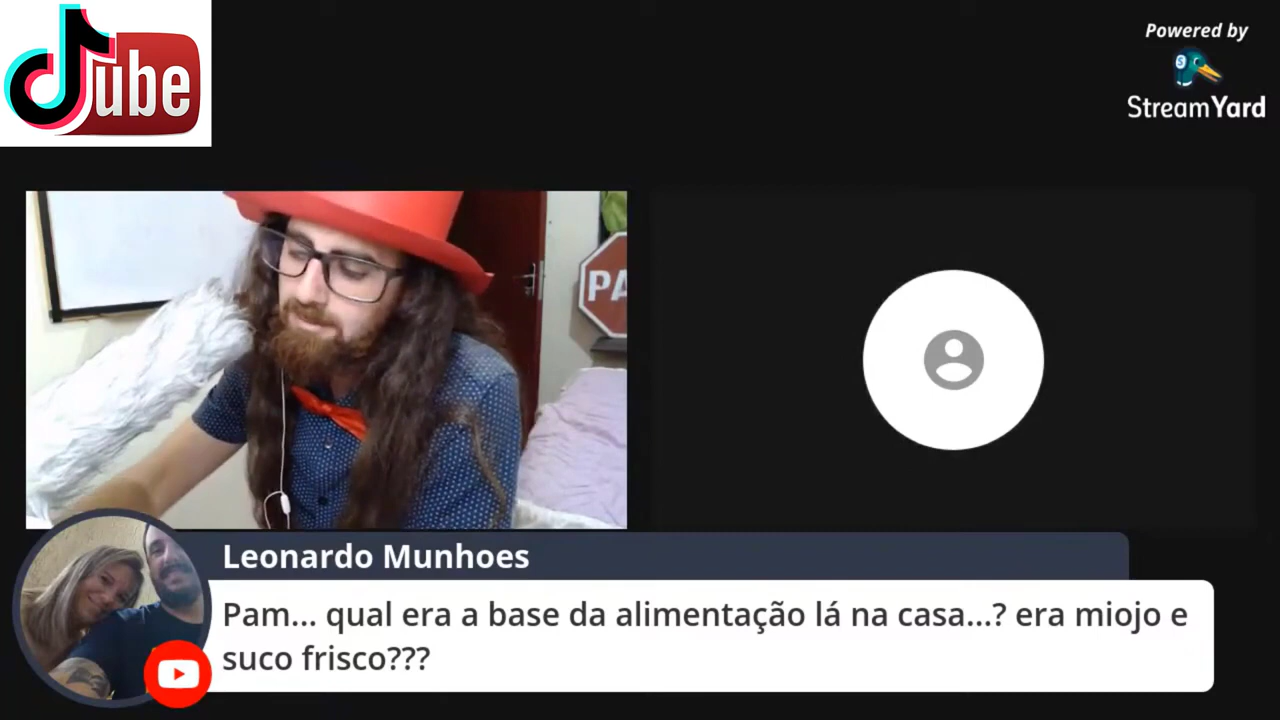 Tube
Powered by
StreamYard
PA
Leonardo Munhoes
Pam... qual era a base da alimentação lá na casa...? era miojo e
suco frisco???